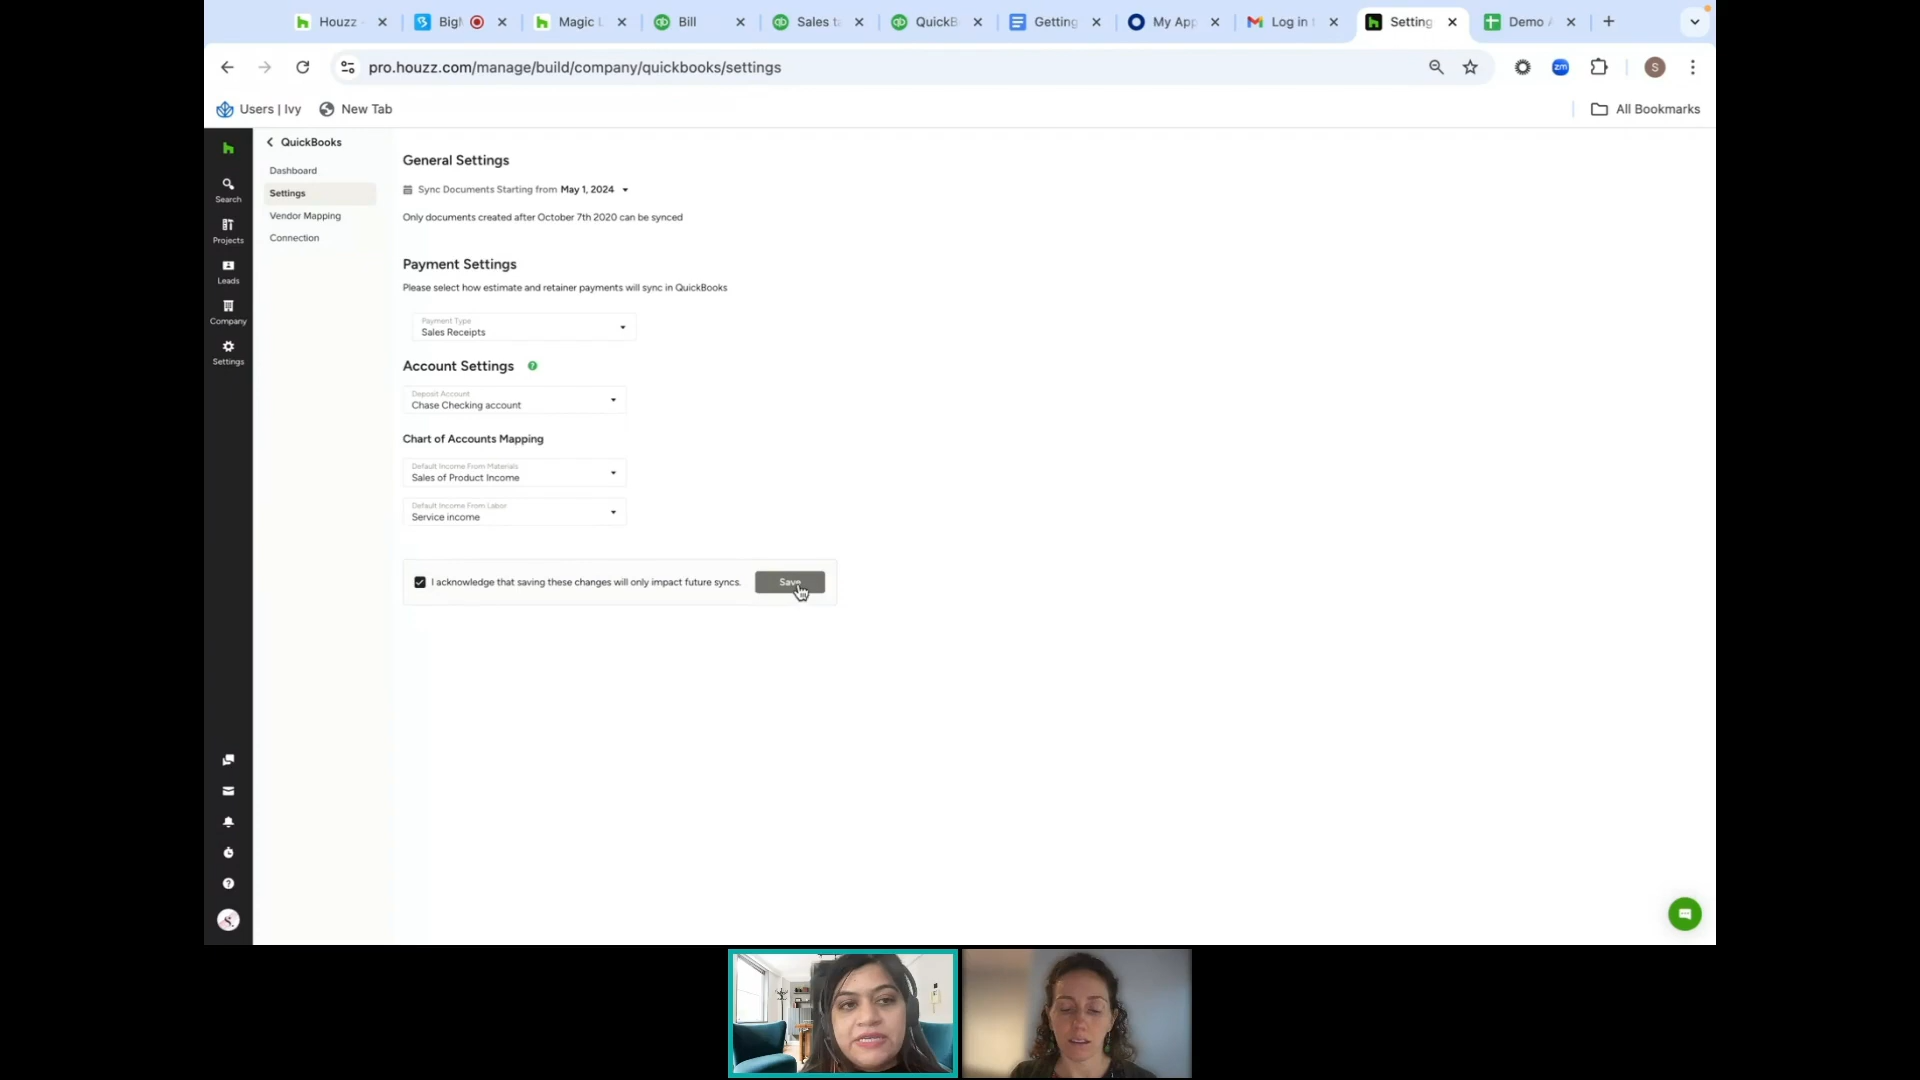 Houzz
BigM
Magic L
Bill
Sales ta
QuickB
Getting
My App
Log in t
Setting
Demo A
pro.houzz.com/manage/build/company/quickbooks/settings
zm
S
Users | Ivy
New Tab
All Bookmarks
QuickBooks
Dashboard
Settings
Vendor Mapping
Connection
Search
Projects
Leads
Company
Settings
General Settings
Sync Documents Starting from May 1, 2024
Only documents created after October 7th 2020 can be synced
Payment Settings
Please select how estimate and retainer payments will sync in QuickBooks
Payment Type
Sales Receipts
Account Settings
Deposit Account
Chase Checking account
Chart of Accounts Mapping
Default Income From Materials
Sales of Product Income
Default Income From Labor
Service income
I acknowledge that saving these changes will only impact future syncs.
Save